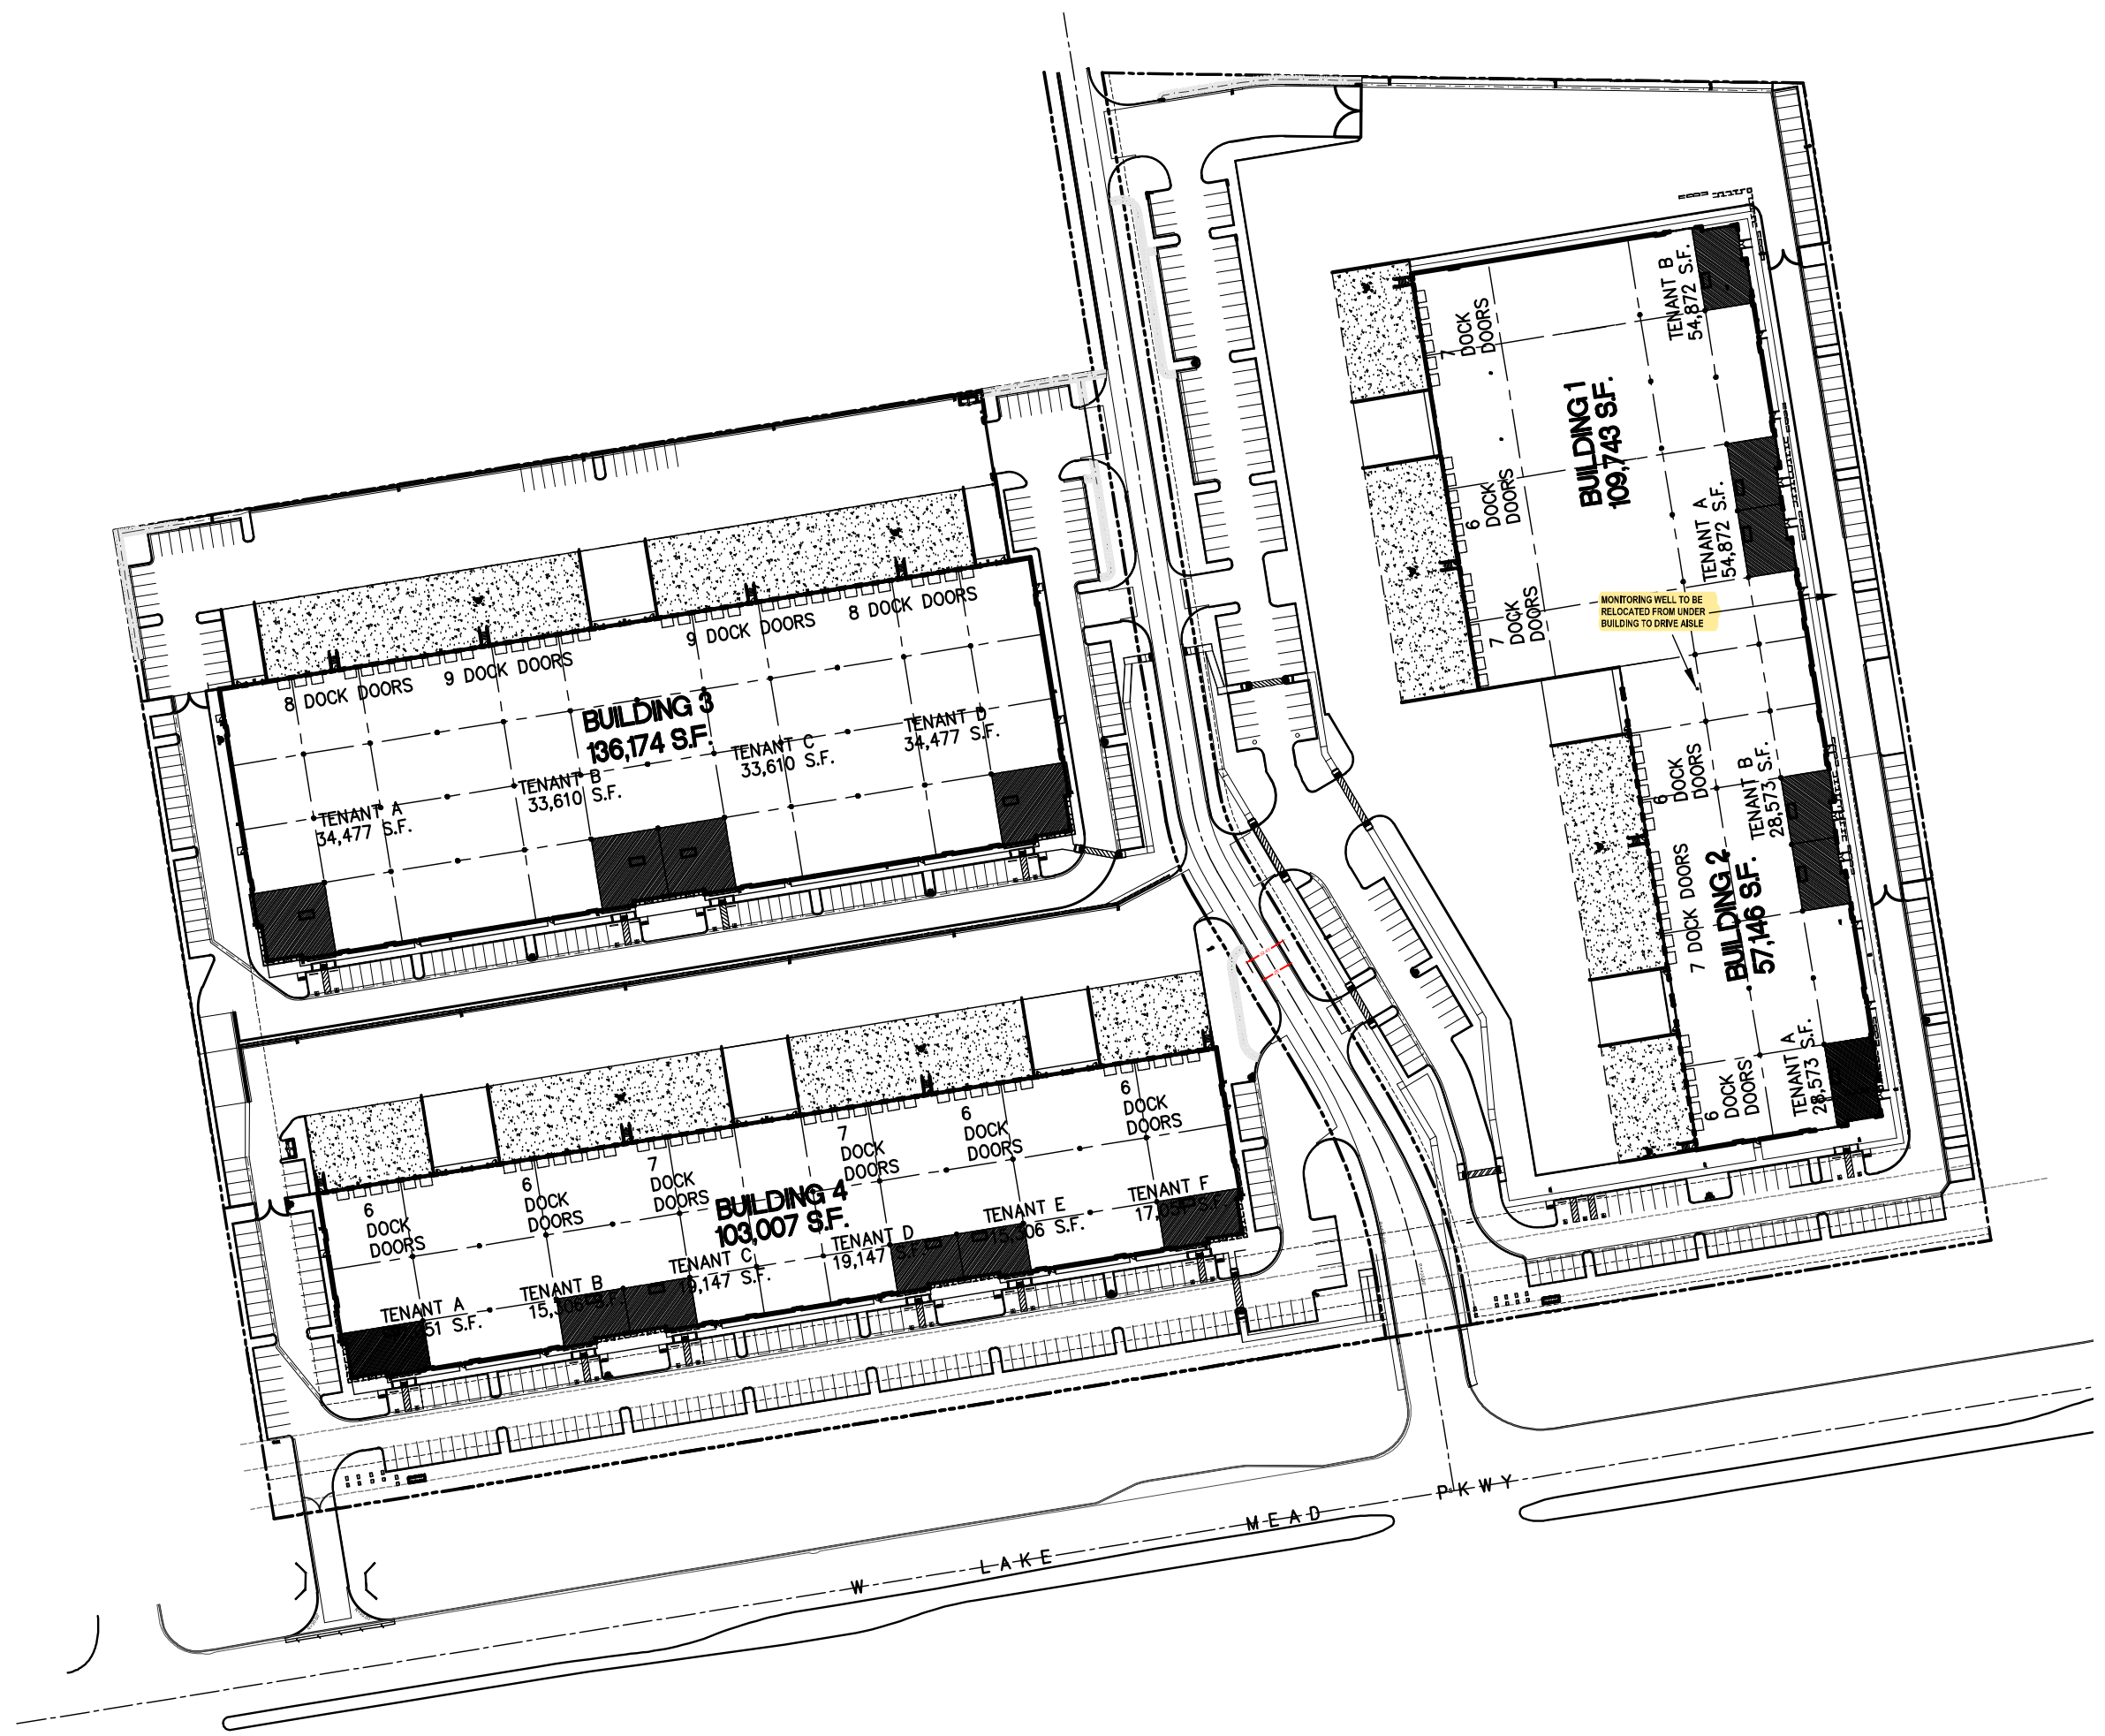 BUILDING 1
109,743 S.F.
TENANT B
54,872 S.F.
TENANT A
54,872 S.F.
7
DOCK
DOORS
6
DOCK
DOORS
7
DOCK
DOORS
MONITORING WELL TO BE
RELOCATED FROM UNDER
BUILDING TO DRIVE AISLE
BUILDING 2
57,146 S.F.
TENANT B
28,573 S.F.
TENANT A
28,573 S.F.
6
DOCK
DOORS
7 DOCK DOORS
6
DOCK
DOORS
BUILDING 3
136,174 S.F.
8 DOCK DOORS
9 DOCK DOORS
9 DOCK DOORS
8 DOCK DOORS
TENANT A
34,477 S.F.
TENANT B
33,610 S.F.
TENANT C
33,610 S.F.
TENANT D
34,477 S.F.
BUILDING 4
103,007 S.F.
6
DOCK
DOORS
6
DOCK
DOORS
7
DOCK
DOORS
7
DOCK
DOORS
6
DOCK
DOORS
6
DOCK
DOORS
TENANT A
51 S.F.
TENANT B
15,306 S.F.
TENANT C
19,147 S.F.
TENANT D
19,147 S.F.
TENANT E
15,306 S.F.
TENANT F
17,051 S.F.
W LAKE MEAD PKWY